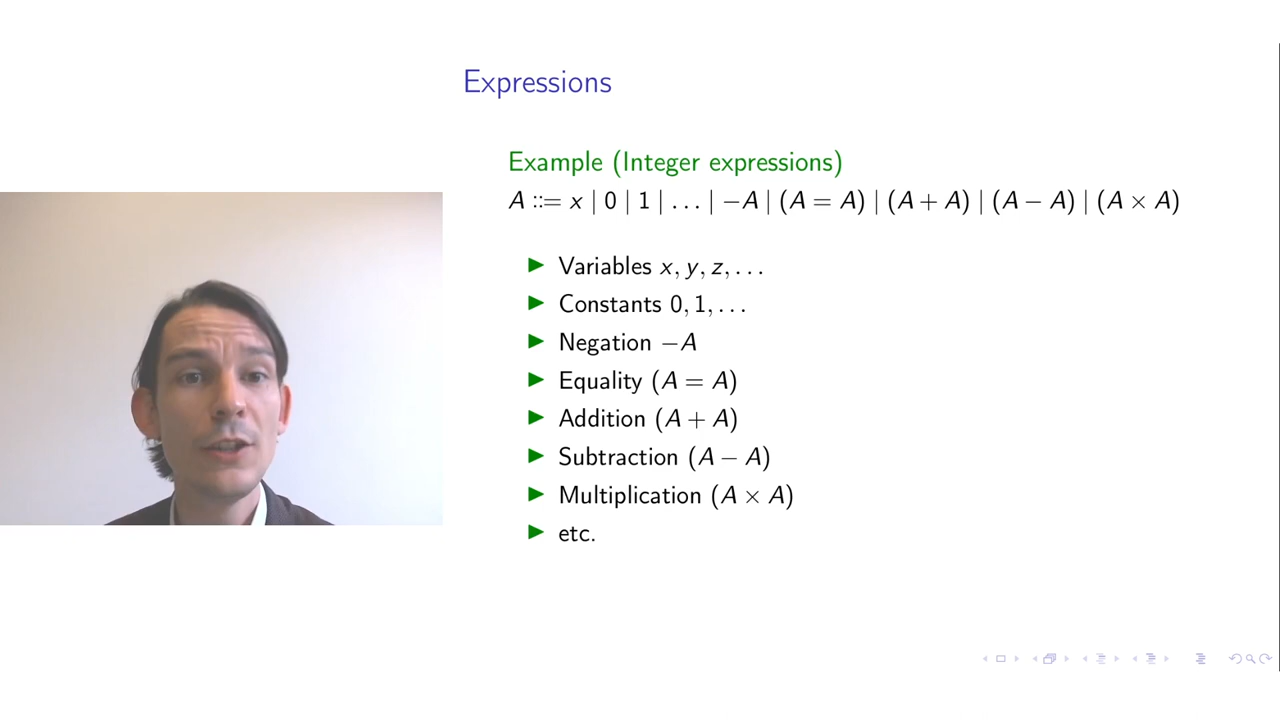 Expressions
Example (Integer expressions)
A ::= x | 0 | 1 | . . . | −A | (A = A) | (A + A) | (A − A) | (A × A)
Variables x, y, z, . . .
Constants 0, 1, . . .
Negation −A
Equality (A = A)
Addition (A + A)
Subtraction (A − A)
Multiplication (A × A)
etc.